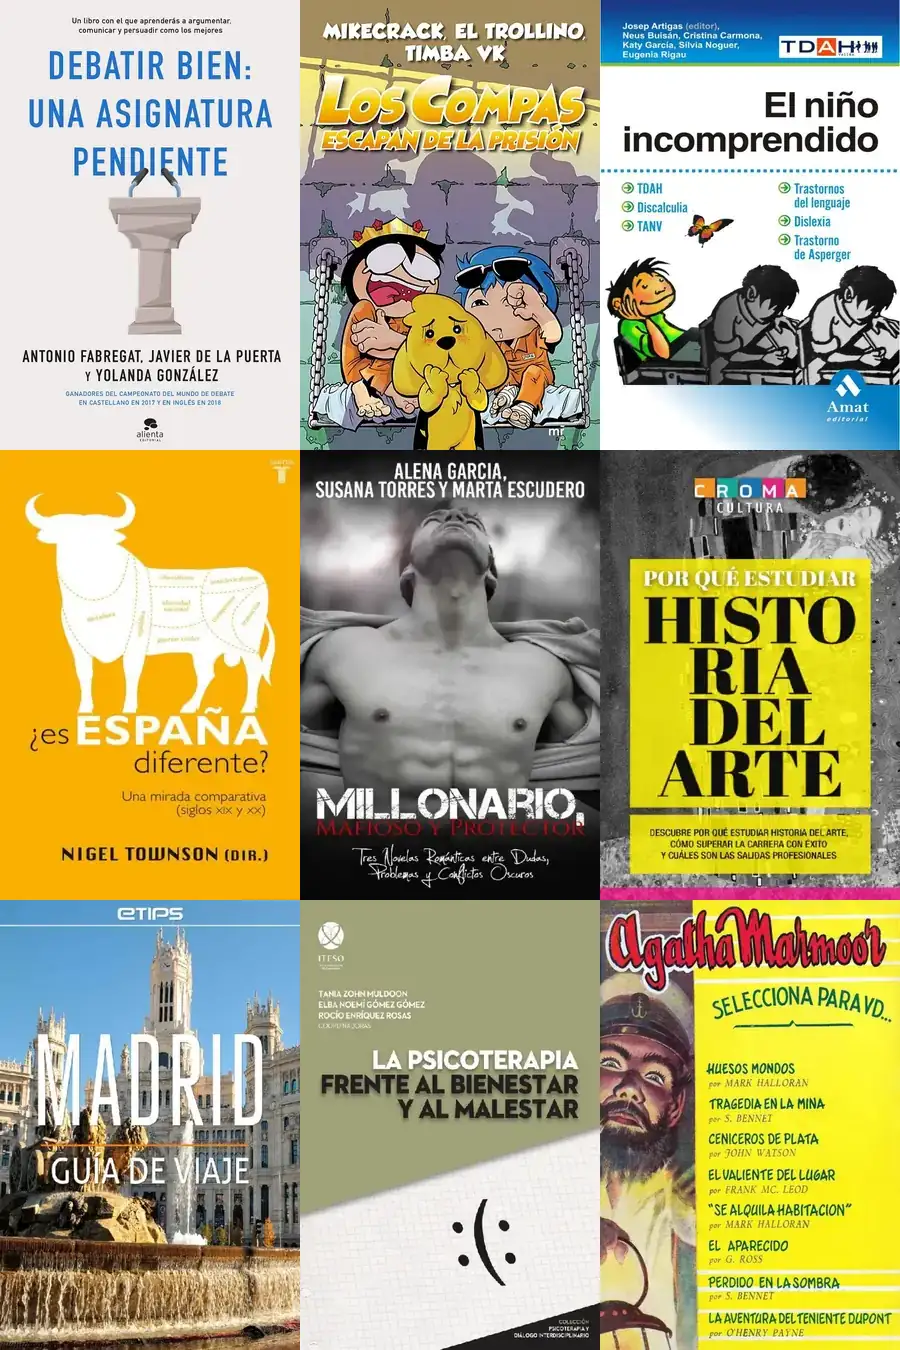 Un libro con el que aprenderás a argumentar,
comunicar y persuadir como los mejores
DEBATIR BIEN:
UNA ASIGNATURA
PENDIENTE
ANTONIO FABREGAT, JAVIER DE LA PUERTA
Y YOLANDA GONZÁLEZ
GANADORES DEL CAMPEONATO DEL MUNDO DE DEBATE
EN CASTELLANO EN 2017 Y EN INGLÉS EN 2018
alienta
EDITORIAL
MIKECRACK, EL TROLLINO,
TIMBA VK
LOS COMPAS
ESCAPAN DE LA PRISIÓN
mr
Josep Artigas (editor),
Neus Buisán, Cristina Carmona,
Katy García, Silvia Noguer,
Eugenia Rigau
TDAH
El niño
incomprendido
TDAH
Discalculia
TANV
Trastornos
del lenguaje
Dislexia
Trastorno
de Asperger
Amat
editorial
¿es ESPAÑA
diferente?
Una mirada comparativa
(siglos XIX y XX)
NIGEL TOWNSON (DIR.)
ALENA GARCIA,
SUSANA TORRES Y MARTA ESCUDERO
MILLONARIO,
MAFIOSO Y PROTECTOR
Tres Novelas Románticas entre Dudas,
Problemas y Conflictos Oscuros
CROMA
CULTURA
POR QUÉ ESTUDIAR
HISTO
RIA
DEL
ARTE
DESCUBRE POR QUÉ ESTUDIAR HISTORIA DEL ARTE,
CÓMO SUPERAR LA CARRERA CON ÉXITO
Y CUÁLES SON LAS SALIDAS PROFESIONALES
eTIPS
MADRID
GUÍA DE VIAJE
ITESO
TANIA ZOHN MULDOON
ELBA NOEMÍ GÓMEZ GÓMEZ
ROCÍO ENRÍQUEZ ROSAS
COORDINADORAS
LA PSICOTERAPIA
FRENTE AL BIENESTAR
Y AL MALESTAR
COLECCIÓN
PSICOTERAPIA Y
DIÁLOGO INTERDISCIPLINARIO
Agatha Marmoor
SELECCIONA PARA VD...
HUESOS MONDOS
por MARK HALLORAN
TRAGEDIA EN LA MINA
por S. BENNET
CENICEROS DE PLATA
por JOHN WATSON
EL VALIENTE DEL LUGAR
por FRANK MC. LEOD
"SE ALQUILA HABITACION"
por MARK HALLORAN
EL APARECIDO
por G. ROSS
PERDIDO EN LA SOMBRA
por S. BENNET
LA AVENTURA DEL TENIENTE DUPONT
por O'HENRY PAYNE